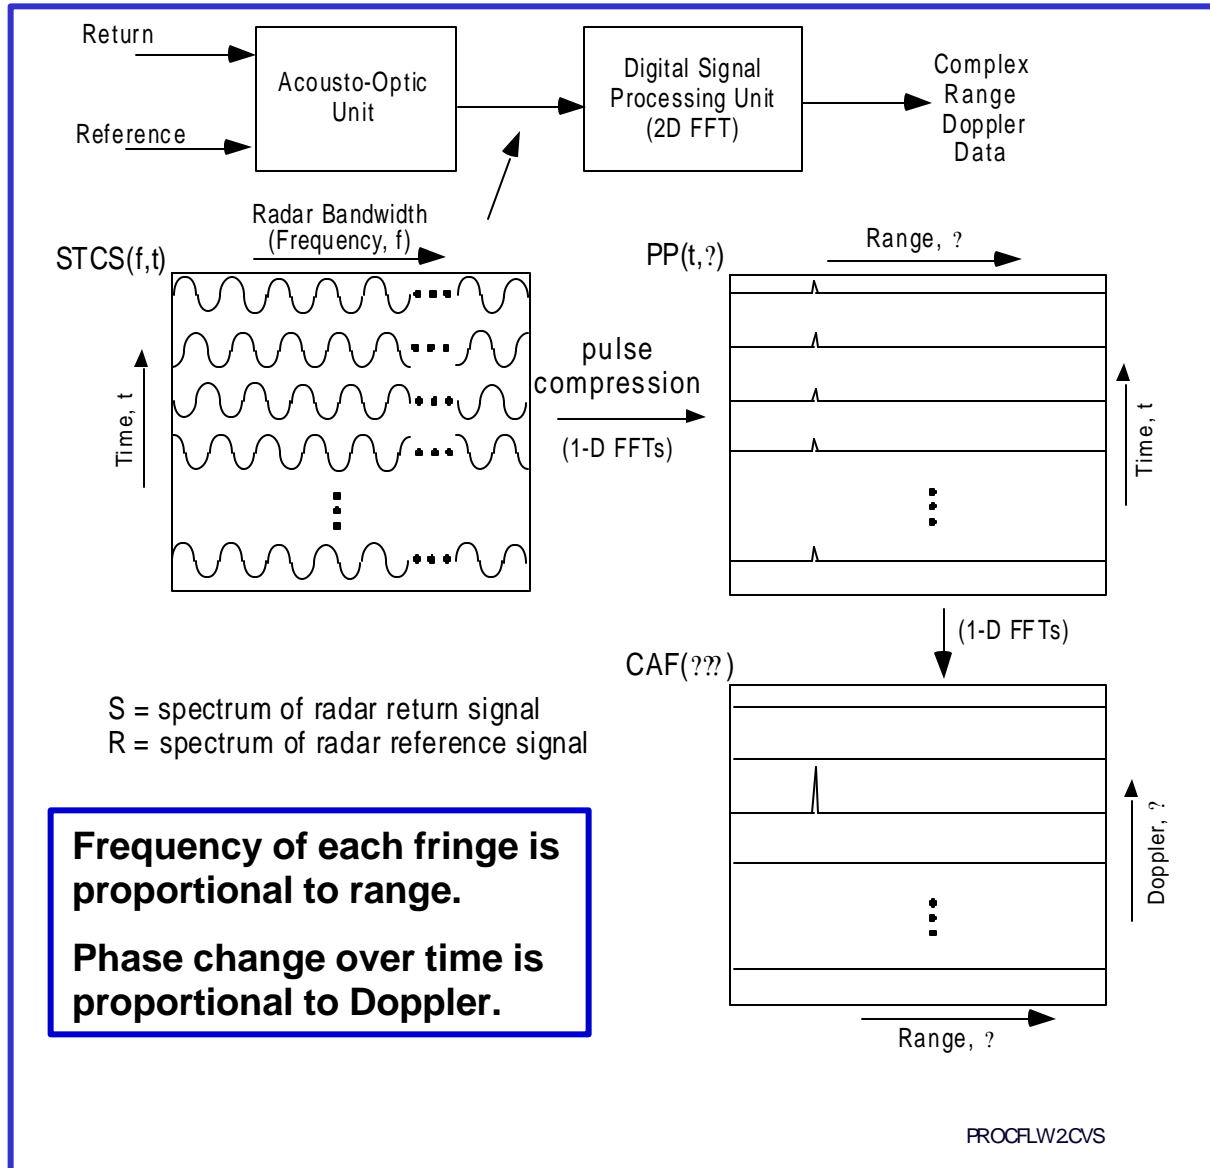 Return
Reference
Acousto-Optic
Unit
Digital Signal
Processing Unit
(2D FFT)
Complex
Range
Doppler
Data
Radar Bandwidth
(Frequency, f)
STCS(f,t)
Time, t
pulse
compression
(1-D FFTs)
PP(t,?)
Range, ?
Time, t
(1-D FFTs)
CAF(???)
Doppler, ?
Range, ?
S = spectrum of radar return signal
R = spectrum of radar reference signal
Frequency of each fringe is
proportional to range.
Phase change over time is
proportional to Doppler.
PROCFLW2.CVS